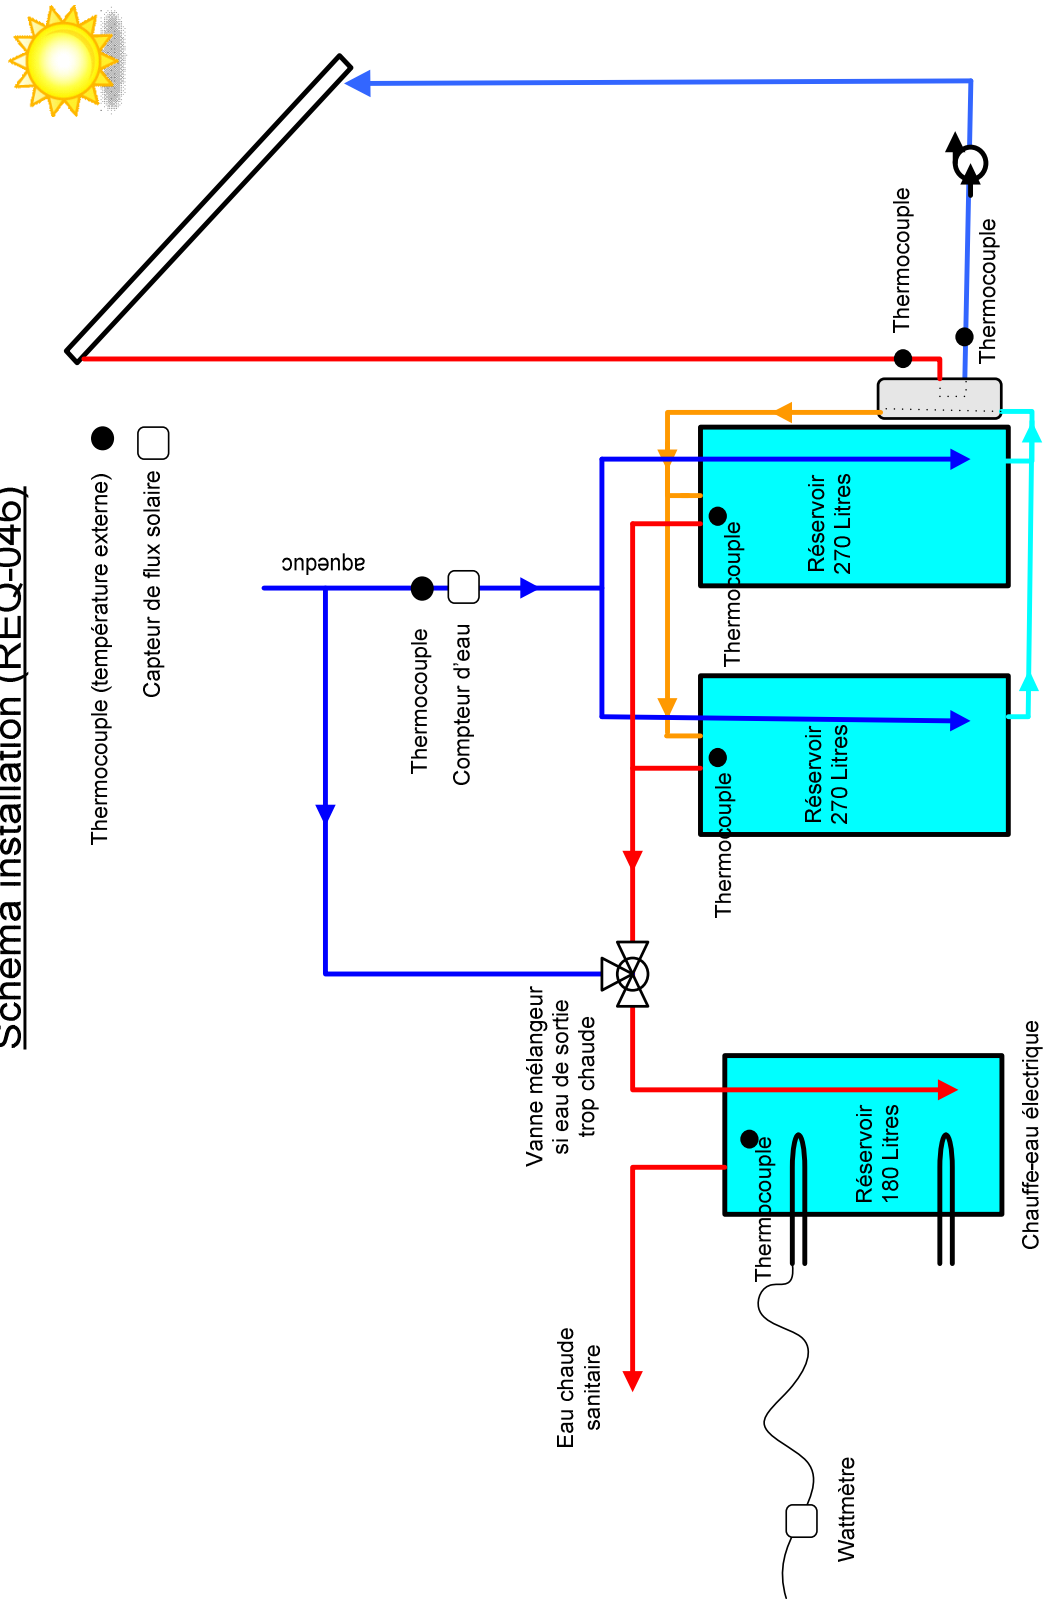 Schéma installation (REQ-046)
Thermocouple (température externe)
Capteur de flux solaire
aqueduc
Thermocouple
Compteur d'eau
Thermocouple
Thermocouple
Réservoir
270 Litres
Thermocouple
Réservoir
270 Litres
Thermocouple
Vanne mélangeur
si eau de sortie
trop chaude
Réservoir
180 Litres
Thermocouple
Chauffe-eau électrique
Eau chaude
sanitaire
Wattmètre